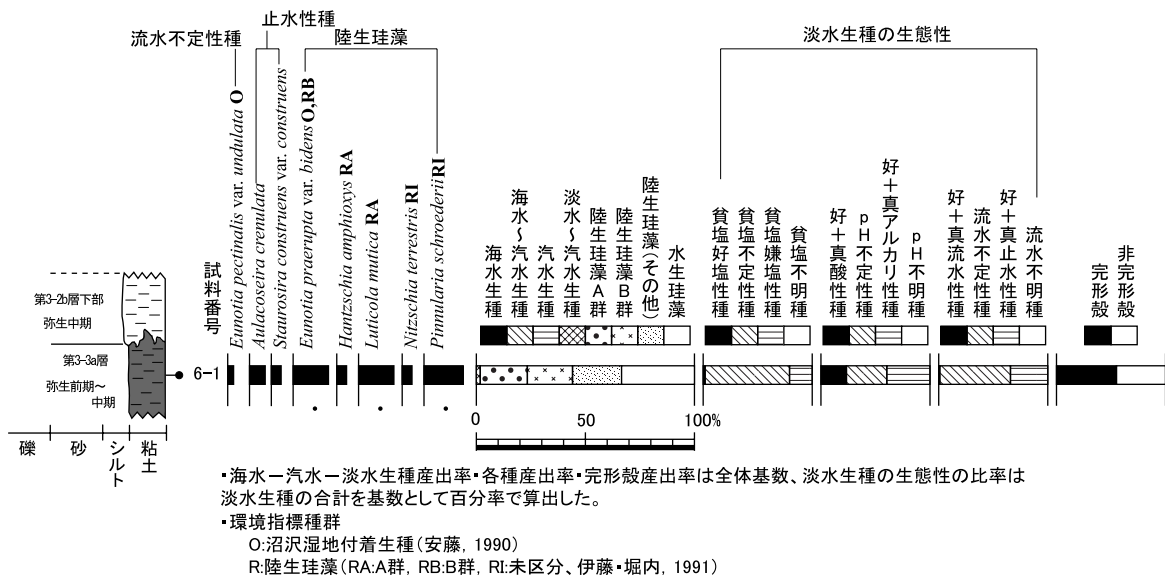 流水不定性種
止水性種
陸生珪藻
淡水生種の生態性
試料番号
Eunotia pectinalis var. undulata O
Aulacoseira crenulata
Staurosira construens var. construens
Eunotia praerupta var. bidens O,RB
Hantzschia amphioxys RA
Luticola mutica RA
Nitzschia terrestris RI
Pinnularia schroederii RI
海水生種
海水~汽水生種
汽水生種
淡水~汽水生種
陸生珪藻A群
陸生珪藻B群
陸生珪藻(その他)
水生珪藻
貧塩好塩性種
貧塩不定性種
貧塩嫌塩性種
貧塩不明種
好+真酸性種
pH不定性種
好+真アルカリ性種
pH不明種
好+真流水性種
流水不定性種
好+真止水性種
流水不明種
完形殻
非完形殻
第3-2b層下部
弥生中期
第3-3a層
弥生前期~
中期
6-1
礫
砂
シルト
粘土
0 50 100%
・海水ー汽水ー淡水生種産出率・各種産出率・完形殻産出率は全体基数、淡水生種の生態性の比率は
淡水生種の合計を基数として百分率で算出した。
・環境指標種群
O:沼沢湿地付着生種(安藤, 1990)
R:陸生珪藻(RA:A群, RB:B群, RI:未区分、伊藤・堀内, 1991)